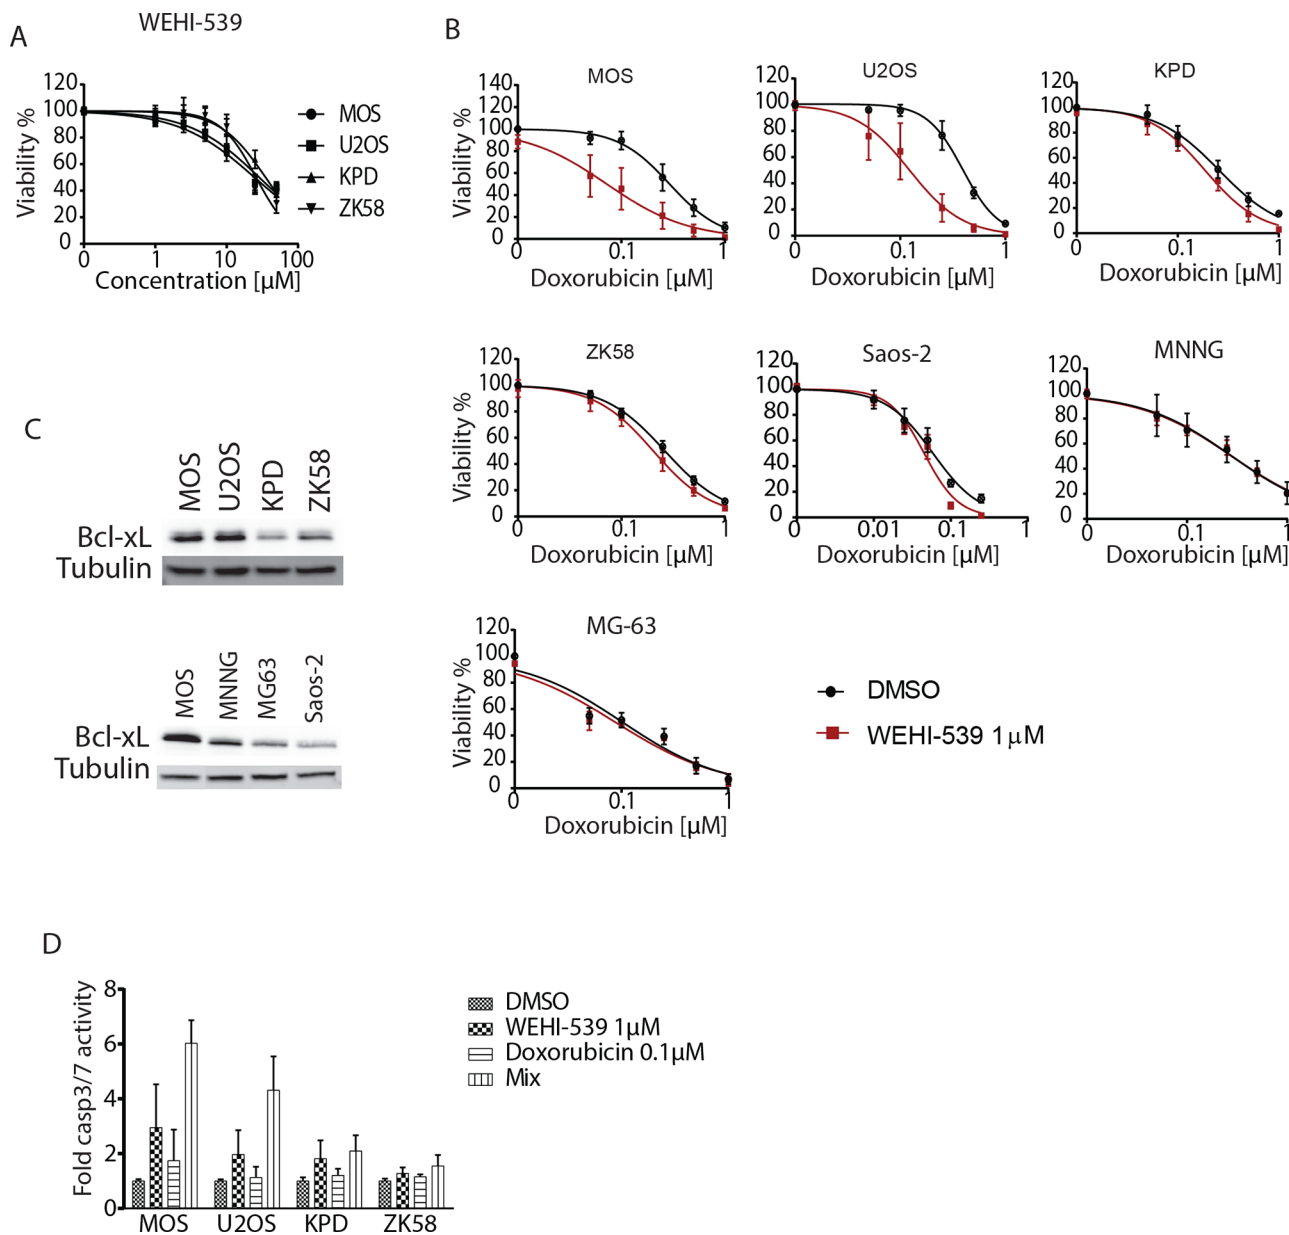 A
WEHI-539
Viability %
120
100
80
60
40
20
0
0
1
10
100
Concentration [μM]
MOS
U2OS
KPD
ZK58
B
MOS
Viability %
140
120
100
80
60
40
20
0
0
0.1
1
Doxorubicin [μM]
U2OS
120
100
80
60
40
20
0
0
0.1
1
Doxorubicin [μM]
KPD
120
100
80
60
40
20
0
0
0.1
1
Doxorubicin [μM]
ZK58
Viability %
120
100
80
60
40
20
0
0
0.1
1
Doxorubicin [μM]
Saos-2
120
100
80
60
40
20
0
0
0.01
0.1
1
Doxorubicin [μM]
MNNG
120
100
80
60
40
20
0
0
0.1
1
Doxorubicin [μM]
MG-63
Viability %
120
100
80
60
40
20
0
0
0.1
1
Doxorubicin [μM]
DMSO
WEHI-539 1μM
C
MOS
U2OS
KPD
ZK58
Bcl-xL
Tubulin
MOS
MNNG
MG63
Saos-2
Bcl-xL
Tubulin
D
Fold casp3/7 activity
8
6
4
2
0
MOS
U2OS
KPD
ZK58
DMSO
WEHI-539 1μM
Doxorubicin 0.1μM
Mix